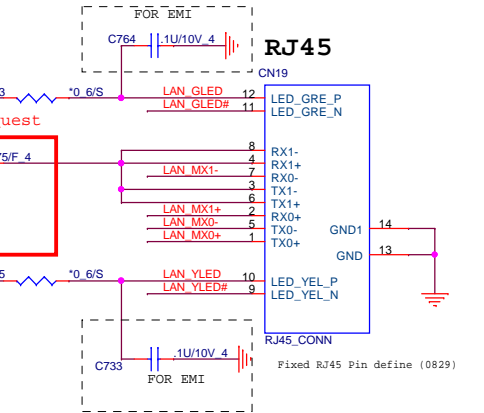 FOR EMI
C764
.1U/10V_4
RJ45
CN19
3
*0_6/S
LAN_GLED
12
LED_GRE_P
LAN_GLED#
11
LED_GRE_N
uest
8
RX1-
75/F_4
4
RX1+
LAN_MX1-
7
RX0-
3
TX1-
6
TX1+
LAN_MX1+
2
RX0+
LAN_MX0-
5
TX0-
GND1
14
LAN_MX0+
1
TX0+
GND
13
5
*0_6/S
LAN_YLED
10
LED_YEL_P
LAN_YLED#
9
LED_YEL_N
RJ45_CONN
C733
.1U/10V_4
Fixed RJ45 Pin define (0829)
FOR EMI